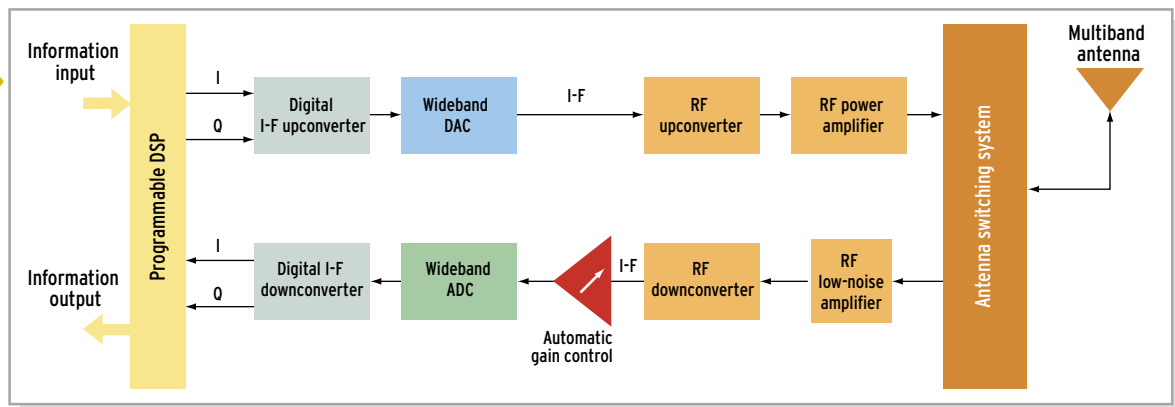 Information
input
Programmable DSP
I
Q
Digital
I-F upconverter
Wideband
DAC
I-F
RF
upconverter
RF power
amplifier
Antenna switching system
Multiband
antenna
Information
output
I
Q
Digital I-F
downconverter
Wideband
ADC
Automatic
gain control
I-F
RF
downconverter
RF
low-noise
amplifier